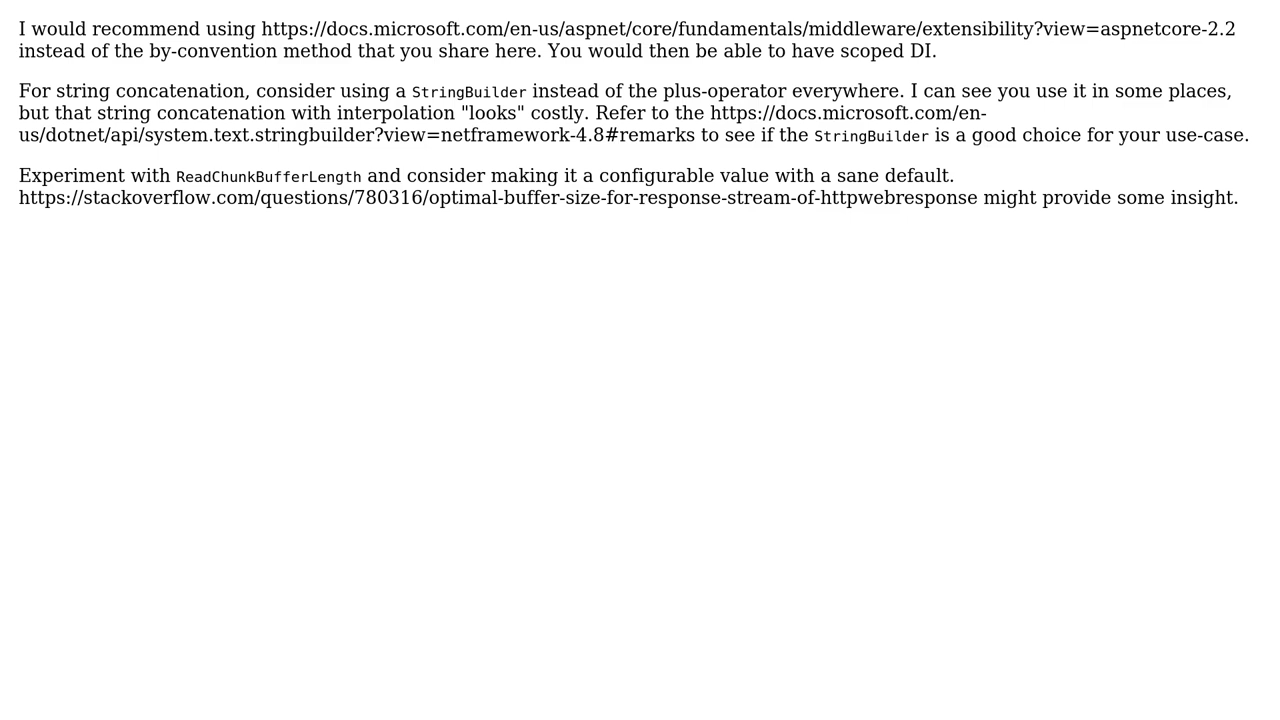 I would recommend using https://docs.microsoft.com/en-us/aspnet/core/fundamentals/middleware/extensibility?view=aspnetcore-2.2
instead of the by-convention method that you share here. You would then be able to have scoped DI.
For string concatenation, consider using a StringBuilder instead of the plus-operator everywhere. I can see you use it in some places,
but that string concatenation with interpolation "looks" costly. Refer to the https://docs.microsoft.com/en-
us/dotnet/api/system.text.stringbuilder?view=netframework-4.8#remarks to see if the StringBuilder is a good choice for your use-case.
Experiment with ReadChunkBufferLength and consider making it a configurable value with a sane default.
https://stackoverflow.com/questions/780316/optimal-buffer-size-for-response-stream-of-httpwebresponse might provide some insight.